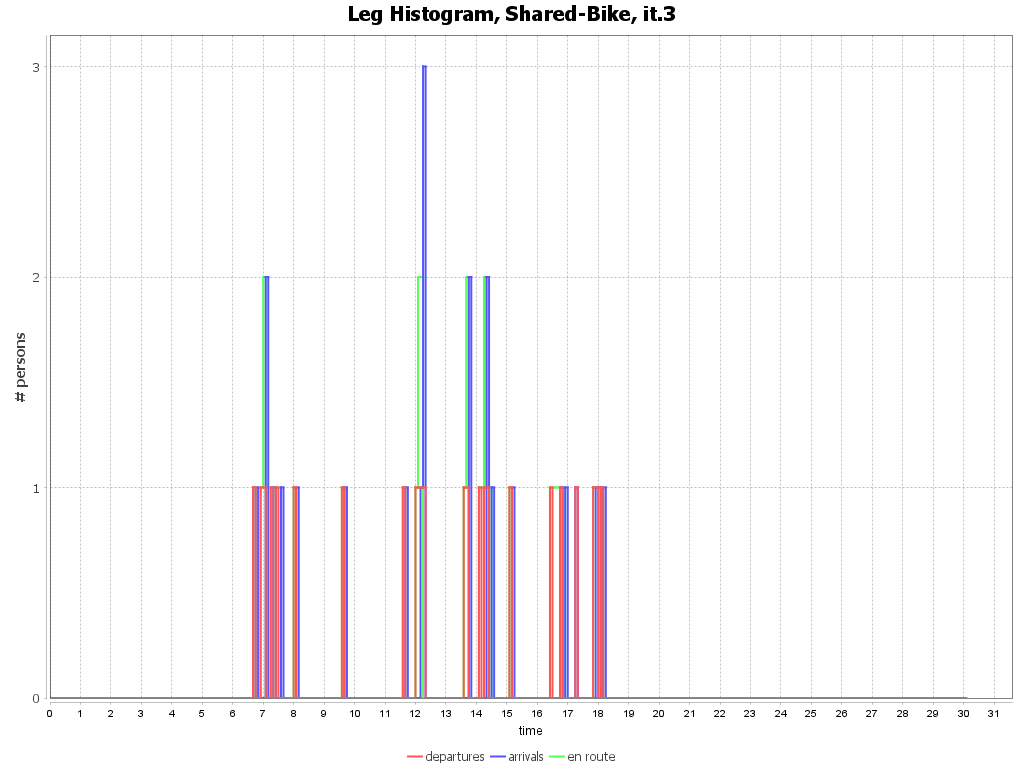 Leg Histogram, Shared-Bike, it.3
# persons
3
2
1
0
0 1 2 3 4 5 6 7 8 9 10 11 12 13 14 15 16 17 18 19 20 21 22 23 24 25 26 27 28 29 30 31
time
departures arrivals en route